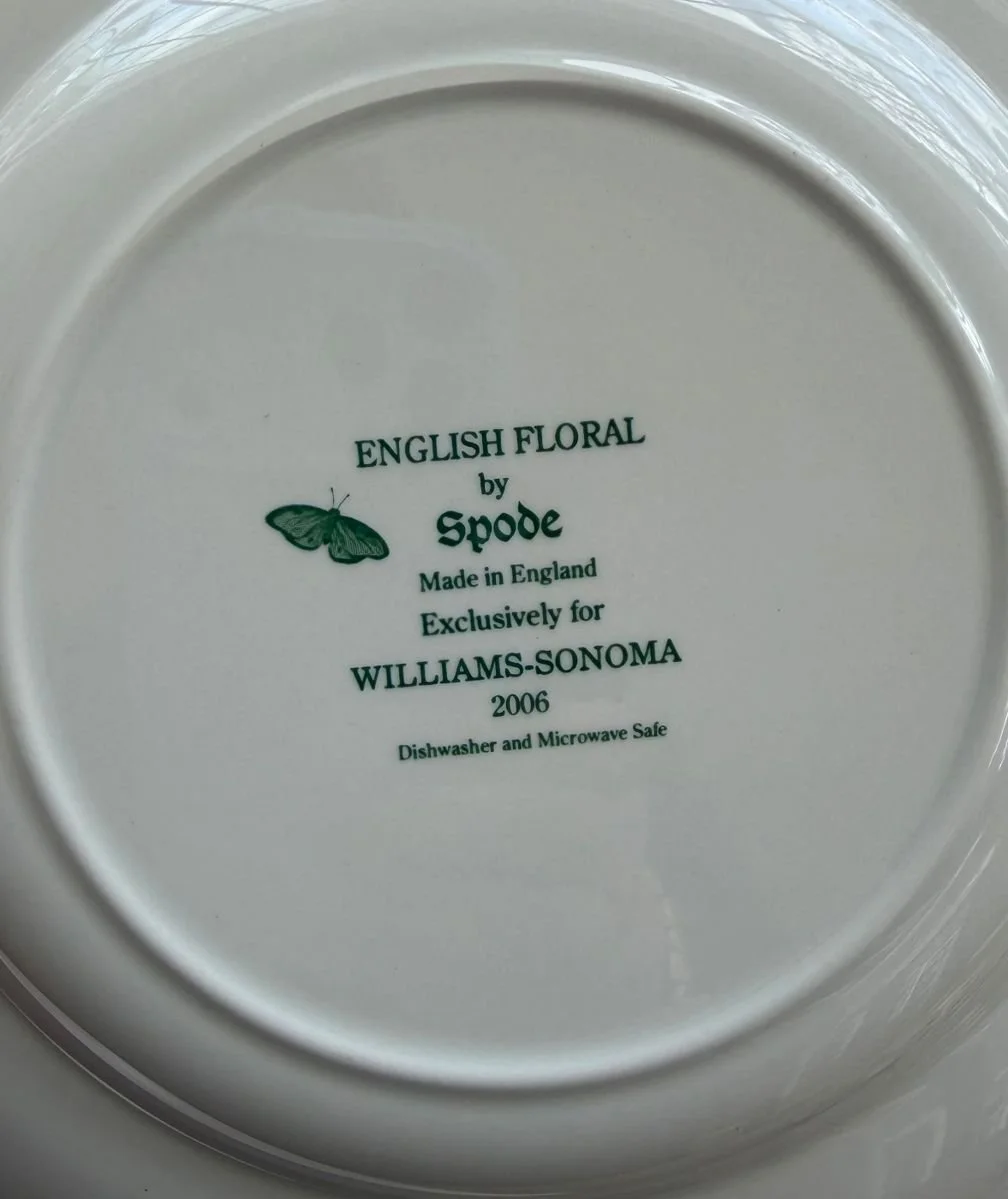 ENGLISH FLORAL
by
Spode
Made in England
Exclusively for
WILLIAMS-SONOMA
2006
Dishwasher and Microwave Safe